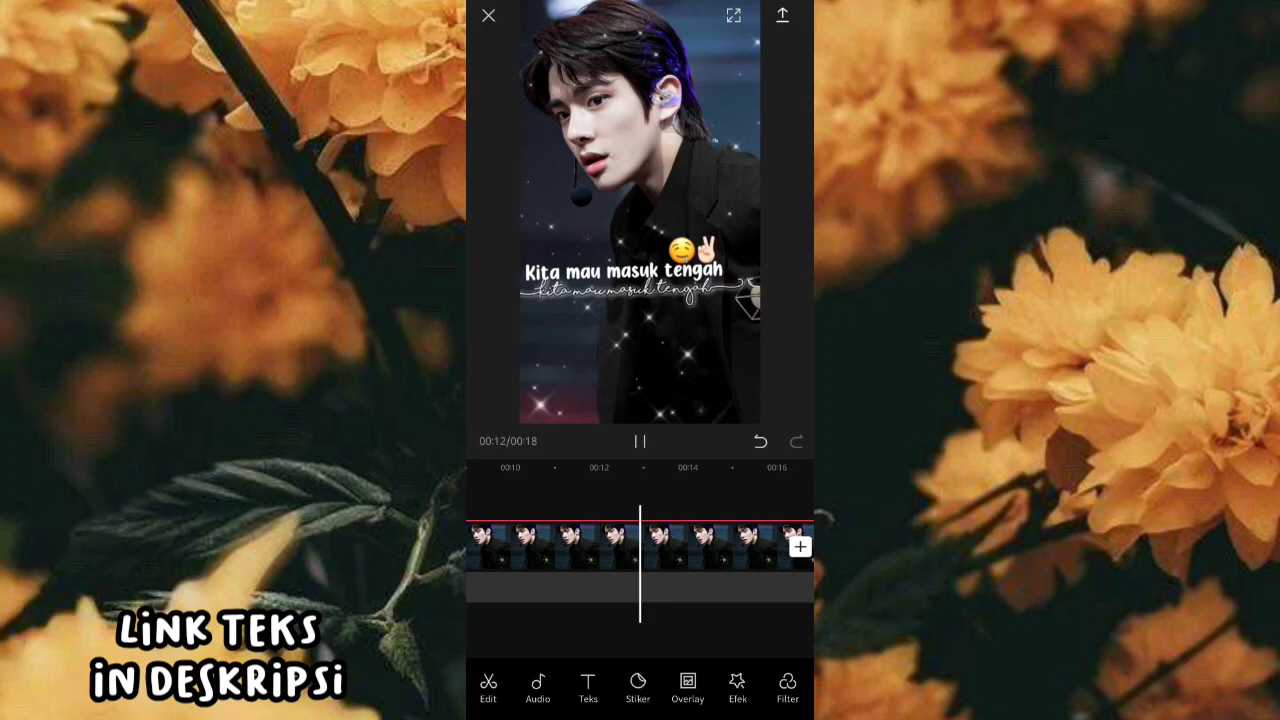 Kita mau masuk tengah
kita mau masuk tengah
00:12/00:18
00:10
00:12
00:14
00:16
LINK TEKS
IN DESKRIPSI
Edit
Audio
Teks
Stiker
Overlay
Efek
Filter